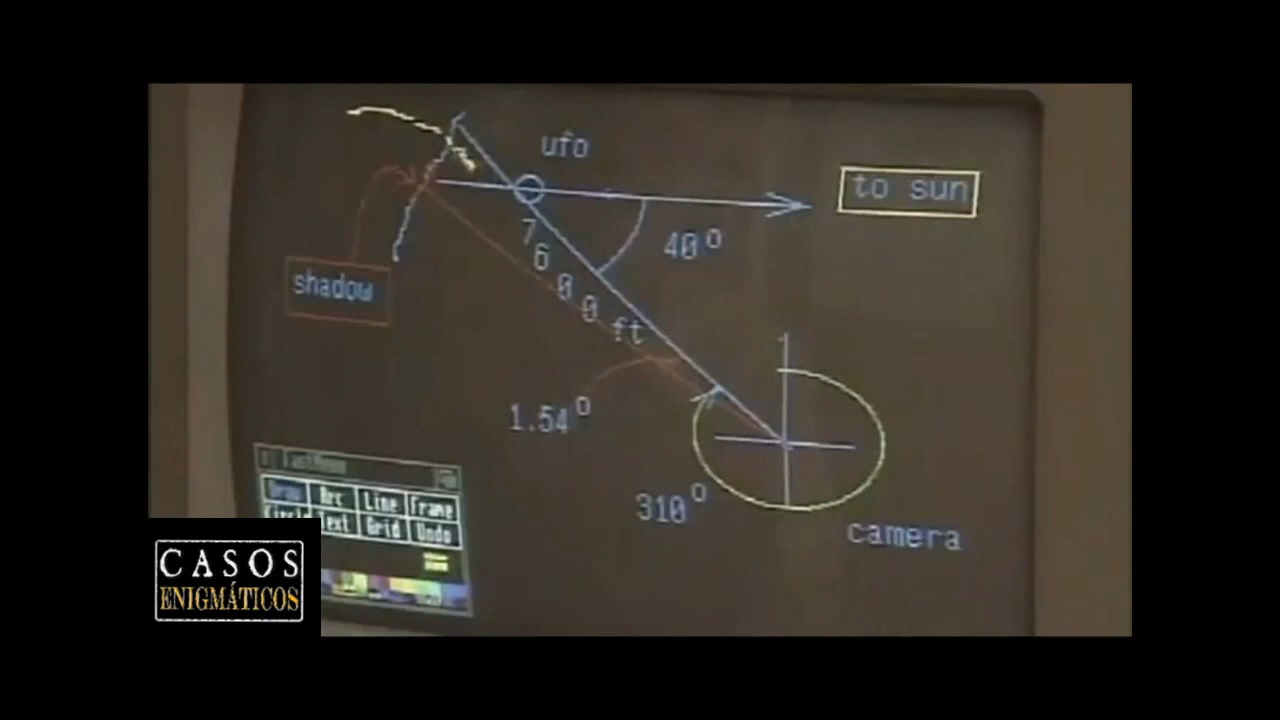 ufo
to sun
40°
7600 ft
shadow
1.54°
310°
camera
Draw Arc Line Frame
Circle Text Grid Undo
CASOS
ENIGMÁTICOS